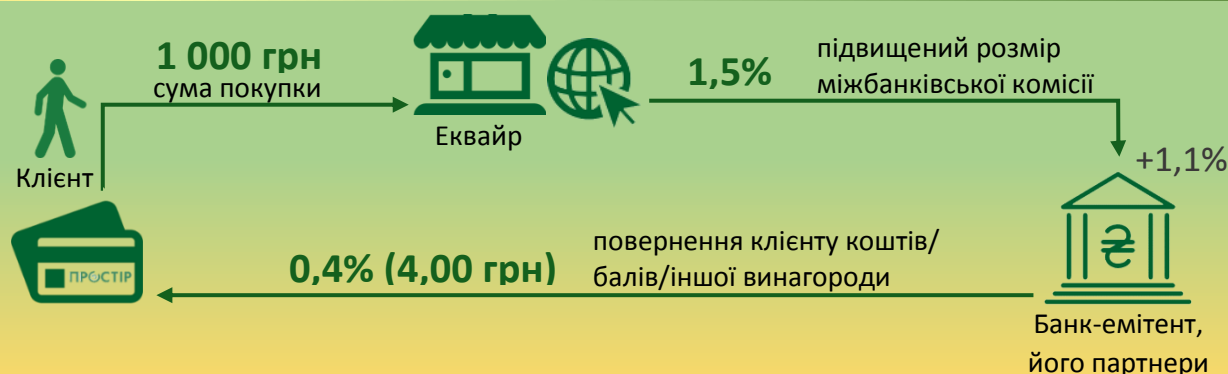 1 000 грн
сума покупки
Еквайр
1,5%
підвищений розмір
міжбанківської комісії
+1,1%
Клієнт
ПРОСТІР
0,4% (4,00 грн)
повернення клієнту коштів/
балів/іншої винагороди
₴
Банк-емітент,
його партнери